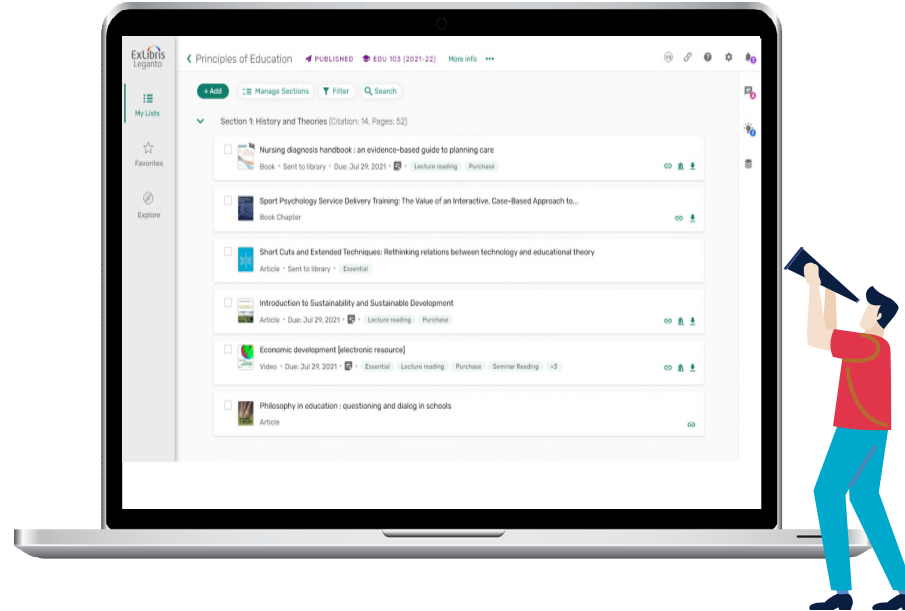 ExLibris
Leganto
Principles of Education PUBLISHED EDU 103 (2021-22) More info •••
+ Add Manage Sections Filter Search
My Lists
Favorites
Explore
Section 1: History and Theories (Citation: 14, Pages: 52)
Nursing diagnosis handbook : an evidence-based guide to planning care
Book • Sent to library • Due: Jul 29, 2021 • Lecture reading Purchase
Sport Psychology Service Delivery Training: The Value of an Interactive, Case-Based Approach to...
Book Chapter
Short Cuts and Extended Techniques: Rethinking relations between technology and educational theory
Article • Sent to library • Essential
Introduction to Sustainability and Sustainable Development
Article • Due: Jul 29, 2021 • Lecture reading Purchase
Economic development [electronic resource]
Video • Due: Jul 29, 2021 • Essential Lecture reading Purchase Seminar Reading +3
Philosophy in education : questioning and dialog in schools
Article